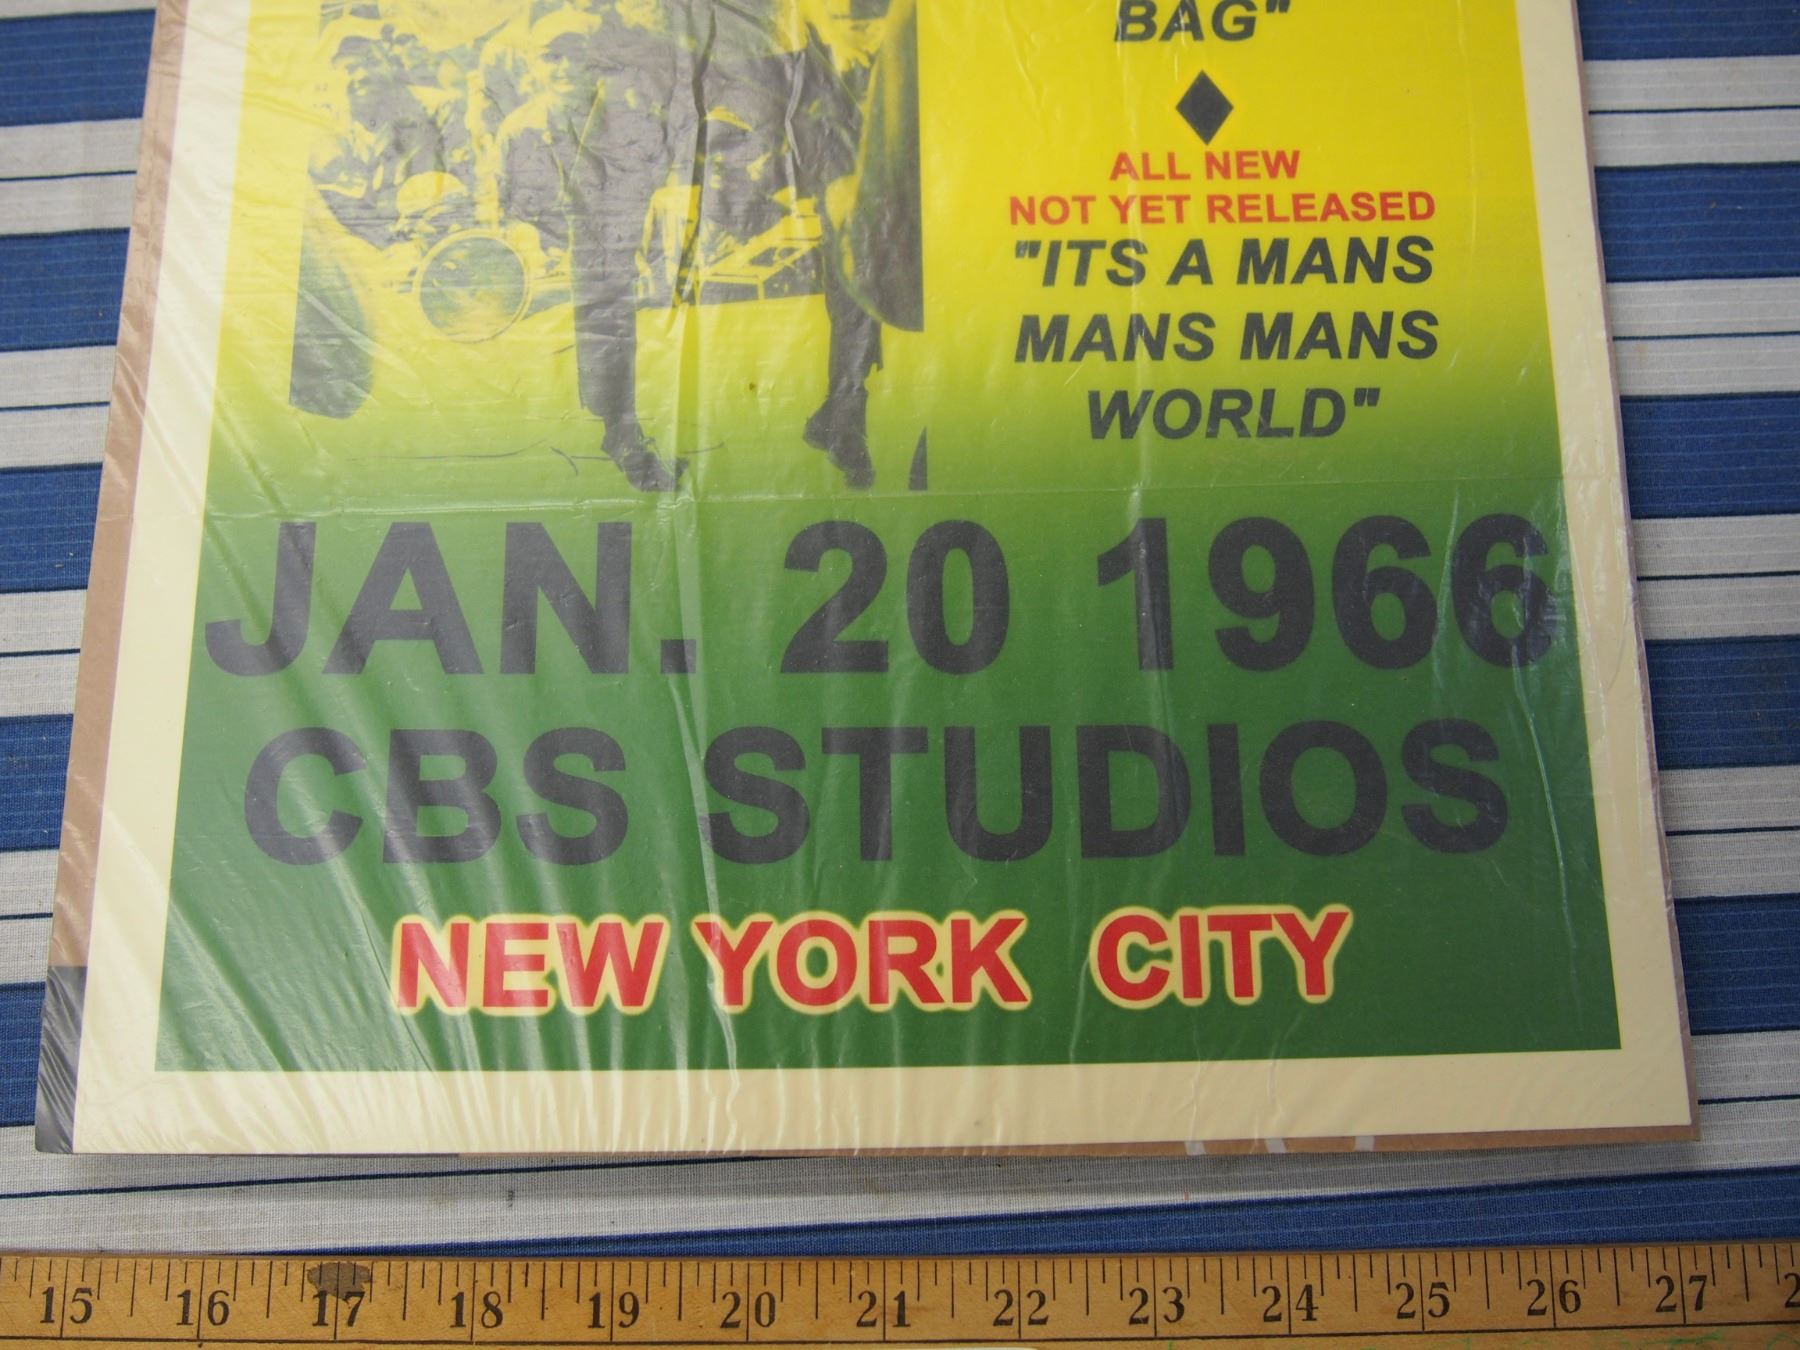 BAG"
ALL NEW
NOT YET RELEASED
"ITS A MANS
MANS MANS
WORLD"
JAN. 20 1966
CBS STUDIOS
NEW YORK CITY
15 16 17 18 19 20 21 22 23 24 25 26 27 2